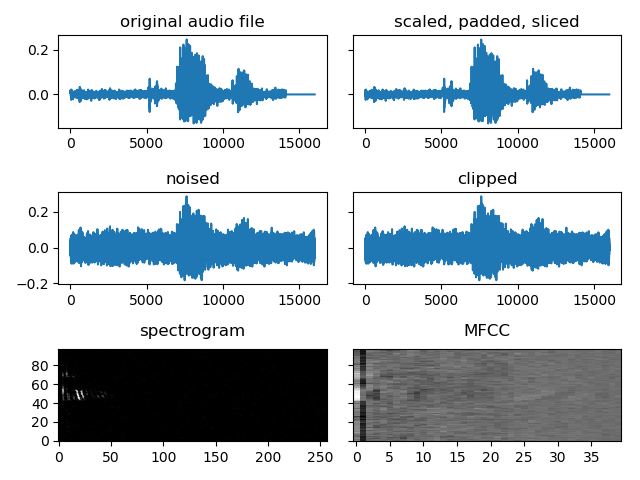 original audio file
scaled, padded, sliced
0.2
0.0
0 5000 10000 15000
0 5000 10000 15000
noised
clipped
0.2
0.0
−0.2
0 5000 10000 15000
0 5000 10000 15000
spectrogram
MFCC
80
60
40
20
0
0 50 100 150 200 250
0 5 10 15 20 25 30 35